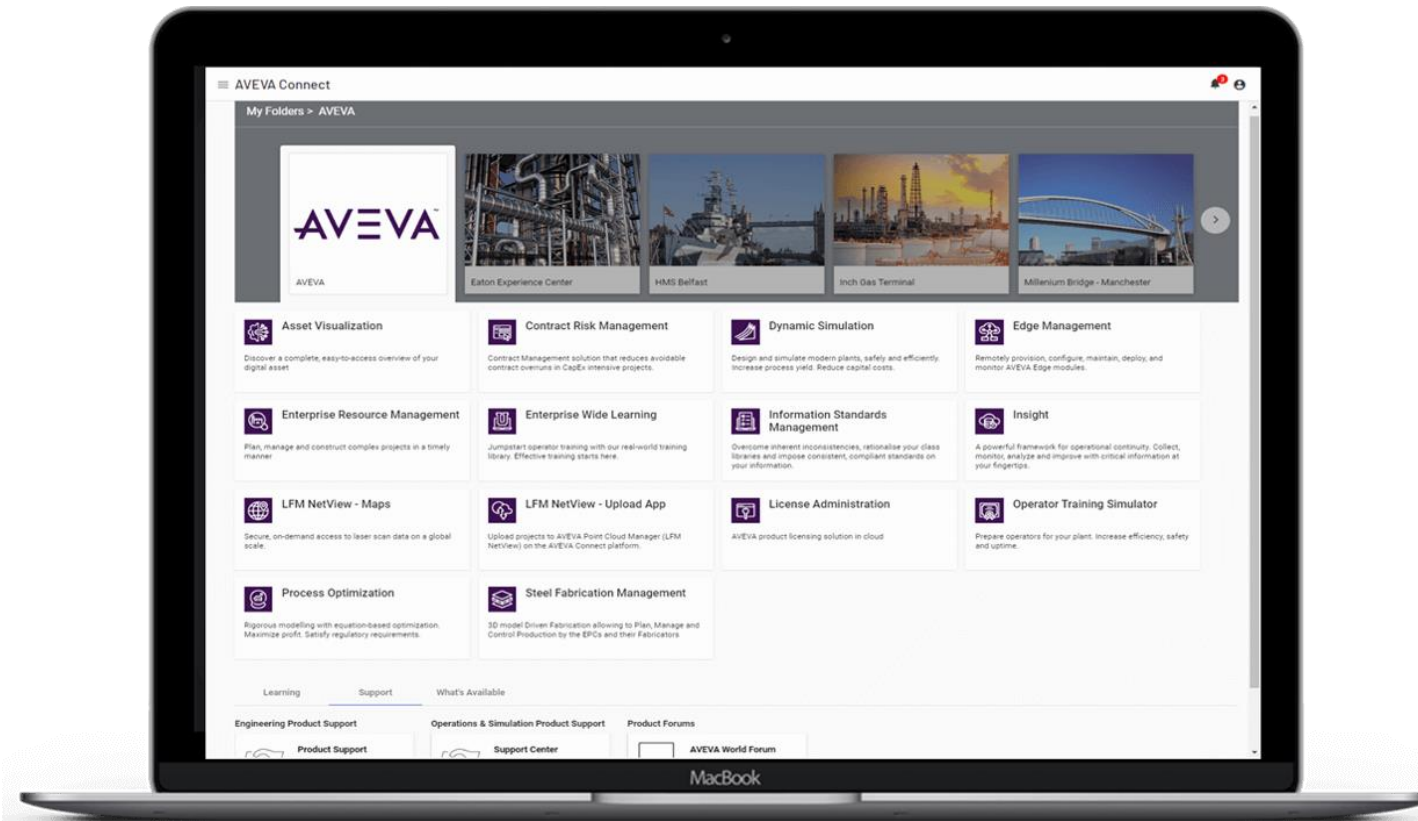 AVEVA Connect
3
My Folders > AVEVA
AVEVA™
AVEVA
Eaton Experience Center
HMS Belfast
Inch Gas Terminal
Millenium Bridge - Manchester
Asset Visualization
Discover a complete, easy-to-access overview of your
digital asset
Contract Risk Management
Contract Management solution that reduces avoidable
contract overruns in CapEx intensive projects.
Dynamic Simulation
Design and simulate modern plants, safely and efficiently.
Increase process yield. Reduce capital costs.
Edge Management
Remotely provision, configure, maintain, deploy, and
monitor AVEVA Edge modules.
Enterprise Resource Management
Plan, manage and construct complex projects in a timely
manner
Enterprise Wide Learning
Jumpstart operator training with our real-world training
library. Effective training starts here.
Information Standards
Management
Overcome inherent inconsistencies, rationalise your class
libraries and impose consistent, compliant standards on
your information.
Insight
A powerful framework for operational continuity. Collect,
monitor, analyze and improve with critical information at
your fingertips.
LFM NetView - Maps
Secure, on-demand access to laser scan data on a global
scale.
LFM NetView - Upload App
Upload projects to AVEVA Point Cloud Manager (LFM
NetView) on the AVEVA Connect platform.
License Administration
AVEVA product licensing solution in cloud
Operator Training Simulator
Prepare operators for your plant. Increase efficiency, safety
and uptime.
Process Optimization
Rigorous modelling with equation-based optimization.
Maximize profit. Satisfy regulatory requirements.
Steel Fabrication Management
3D model Driven Fabrication allowing to Plan, Manage and
Control Production by the EPCs and their Fabricators
Learning
Support
What's Available
Engineering Product Support
Operations & Simulation Product Support
Product Forums
Product Support
Support Center
AVEVA World Forum
MacBook